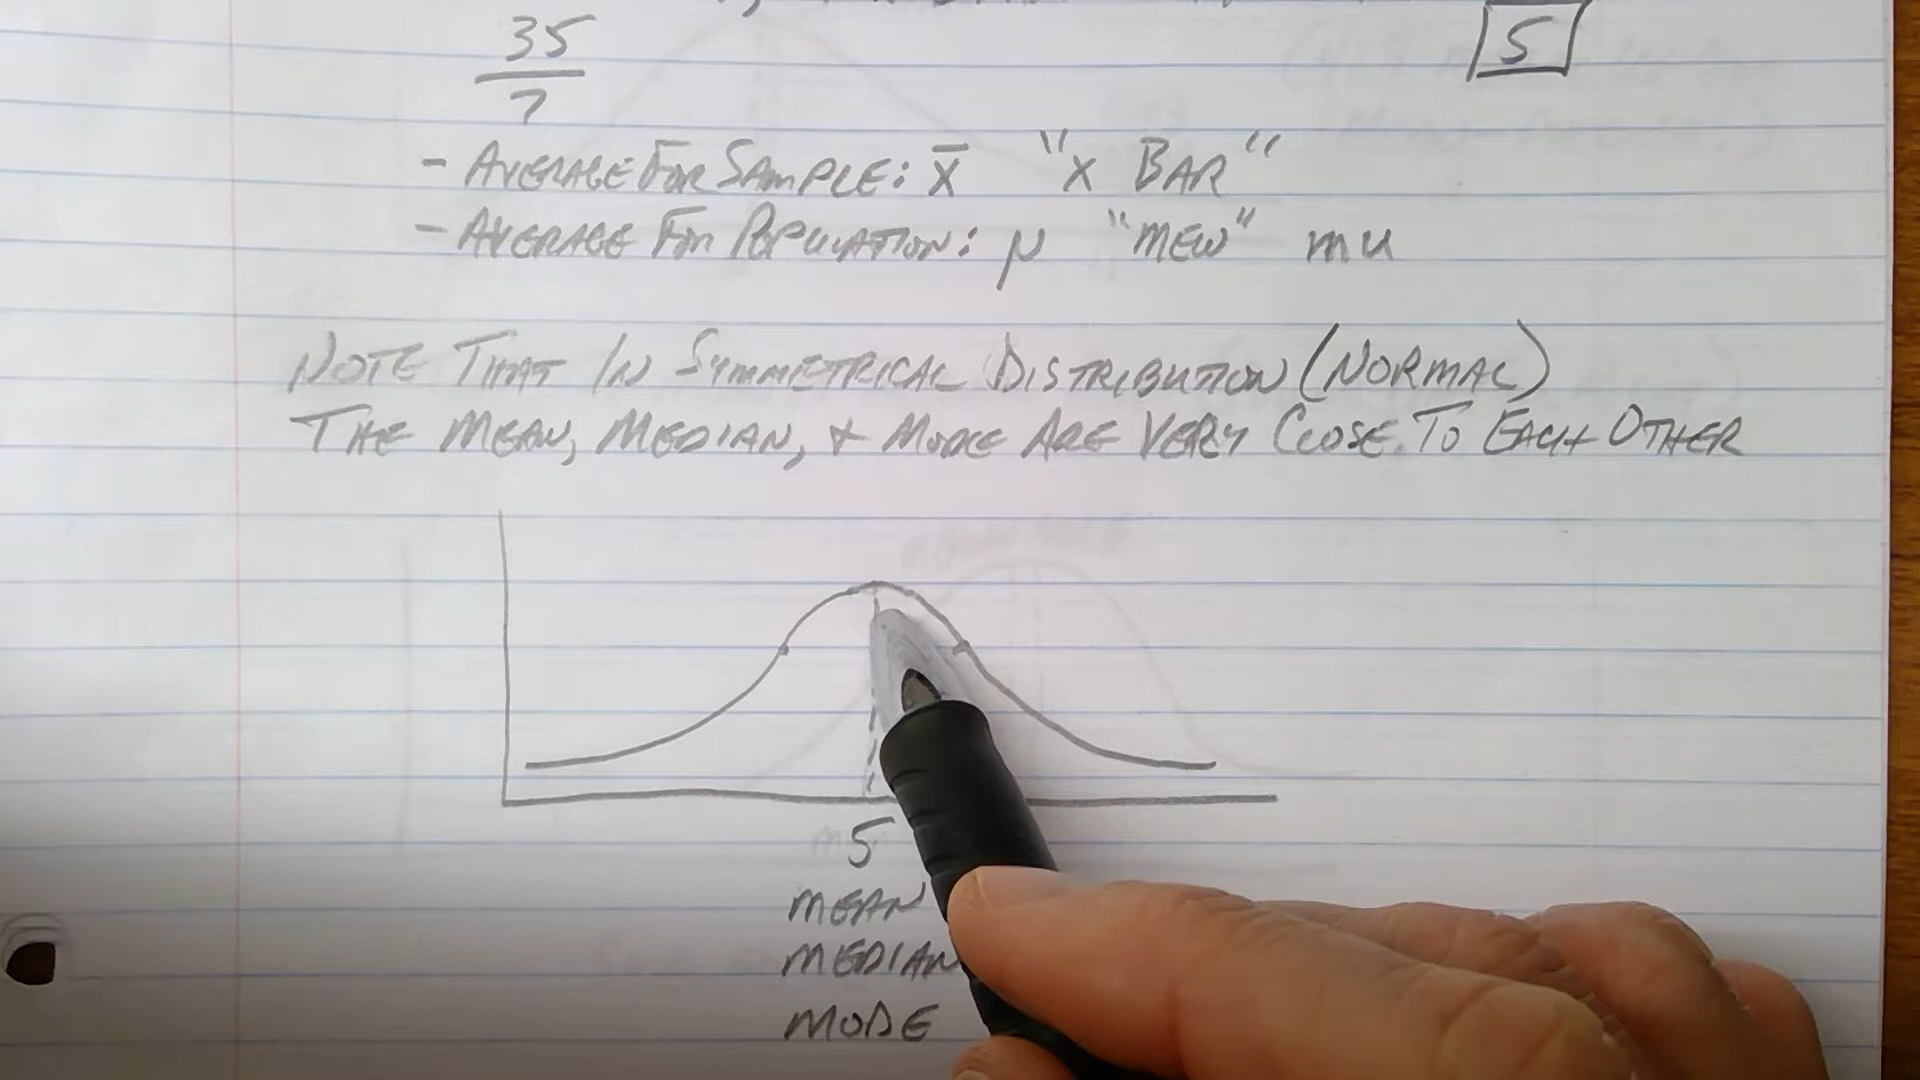 35
5
7
- AVERAGE FOR SAMPLE: x̄ "X BAR"
- AVERAGE FOR POPULATION: μ "MEW" mu
NOTE THAT IN SYMMETRICAL DISTRIBUTION (NORMAL)
THE MEAN, MEDIAN, & MODE ARE VERY CLOSE TO EACH OTHER
5
MEAN
MEDIAN
MODE